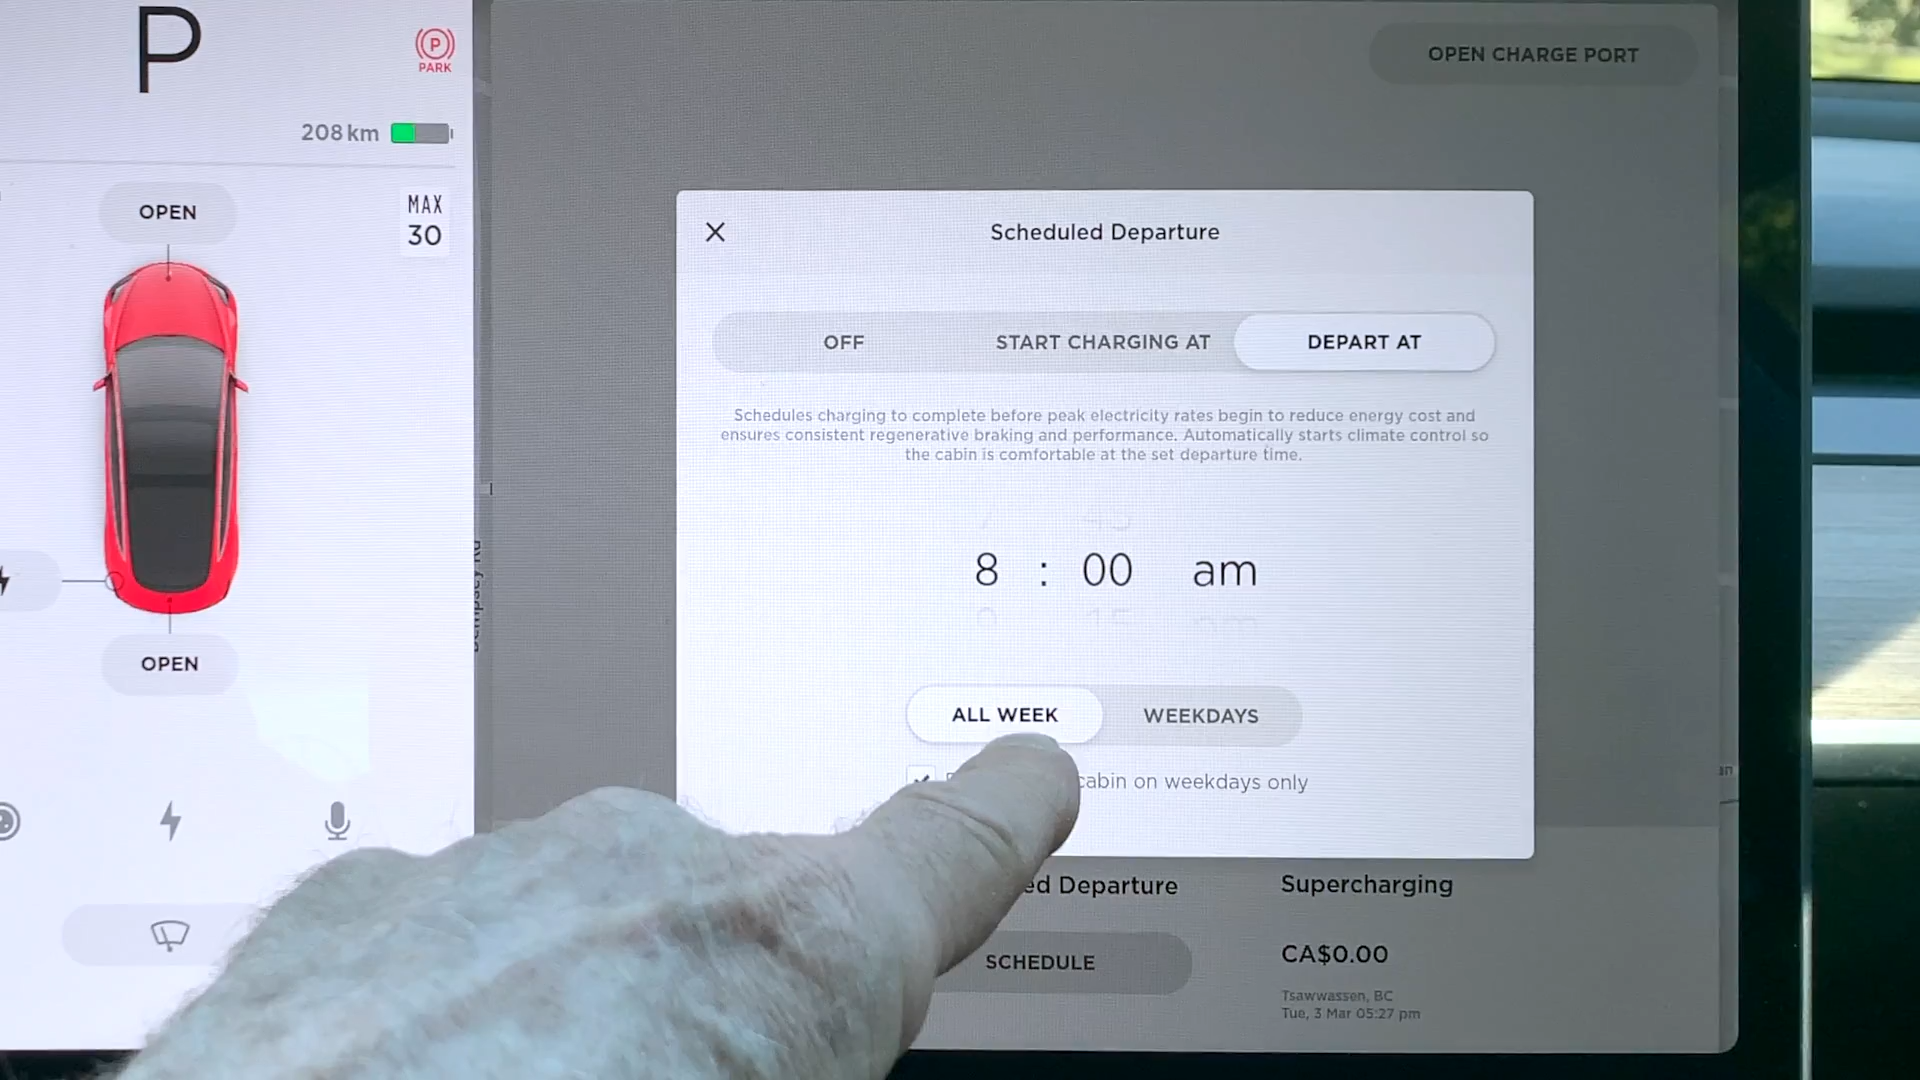 P
P
PARK
208 km
OPEN
MAX
30
OPEN
OPEN CHARGE PORT
Scheduled Departure
OFF
START CHARGING AT
DEPART AT
Schedules charging to complete before peak electricity rates begin to reduce energy cost and
ensures consistent regenerative braking and performance. Automatically starts climate control so
the cabin is comfortable at the set departure time.
45
8 : 00 am
15 pm
ALL WEEK
WEEKDAYS
cabin on weekdays only
ed Departure
SCHEDULE
Supercharging
CA$0.00
Tsawwassen, BC
Tue, 3 Mar 05:27 pm